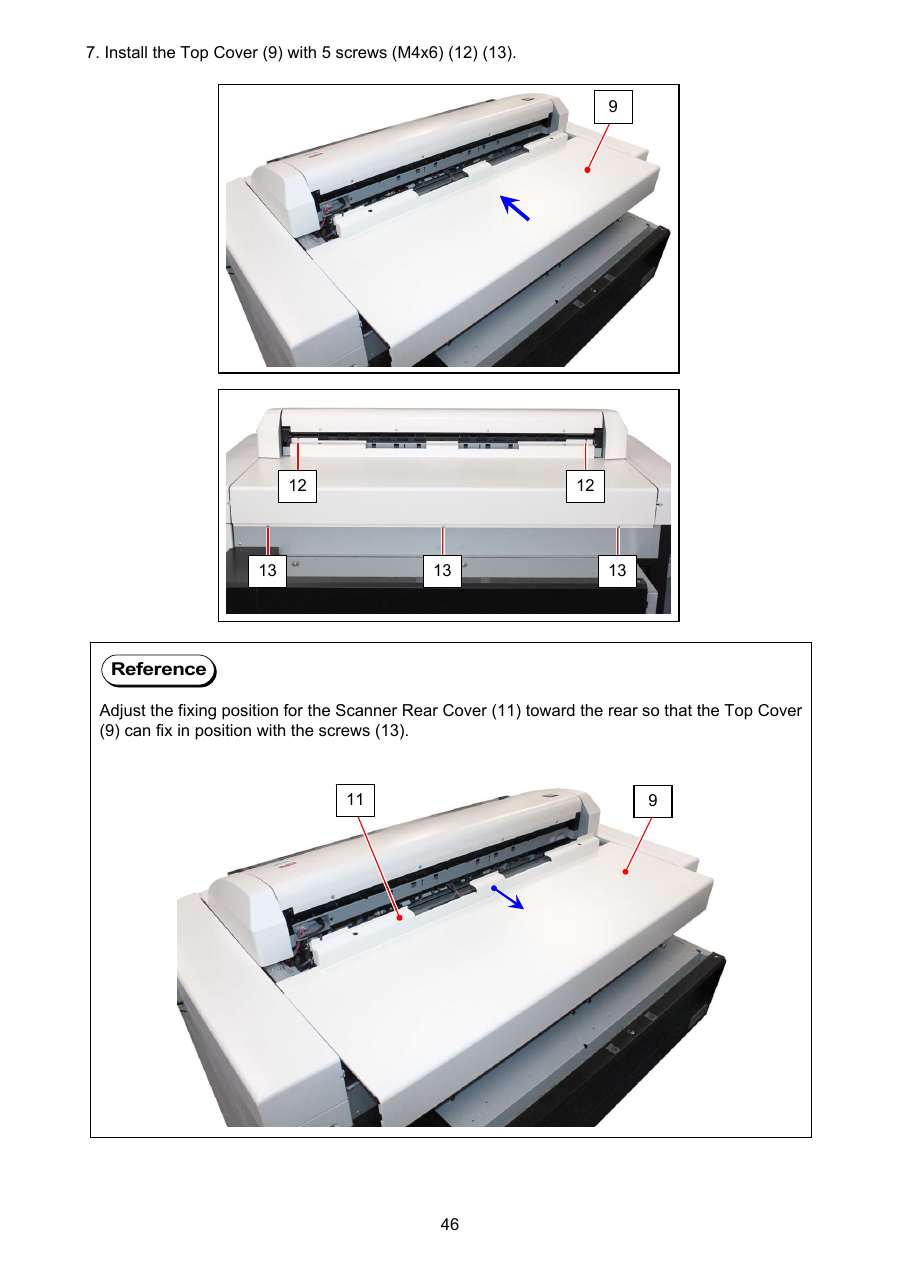 7. Install the Top Cover (9) with 5 screws (M4x6) (12) (13).
9
12
12
13
13
13
Reference
Adjust the fixing position for the Scanner Rear Cover (11) toward the rear so that the Top Cover
(9) can fix in position with the screws (13).
11
9
46